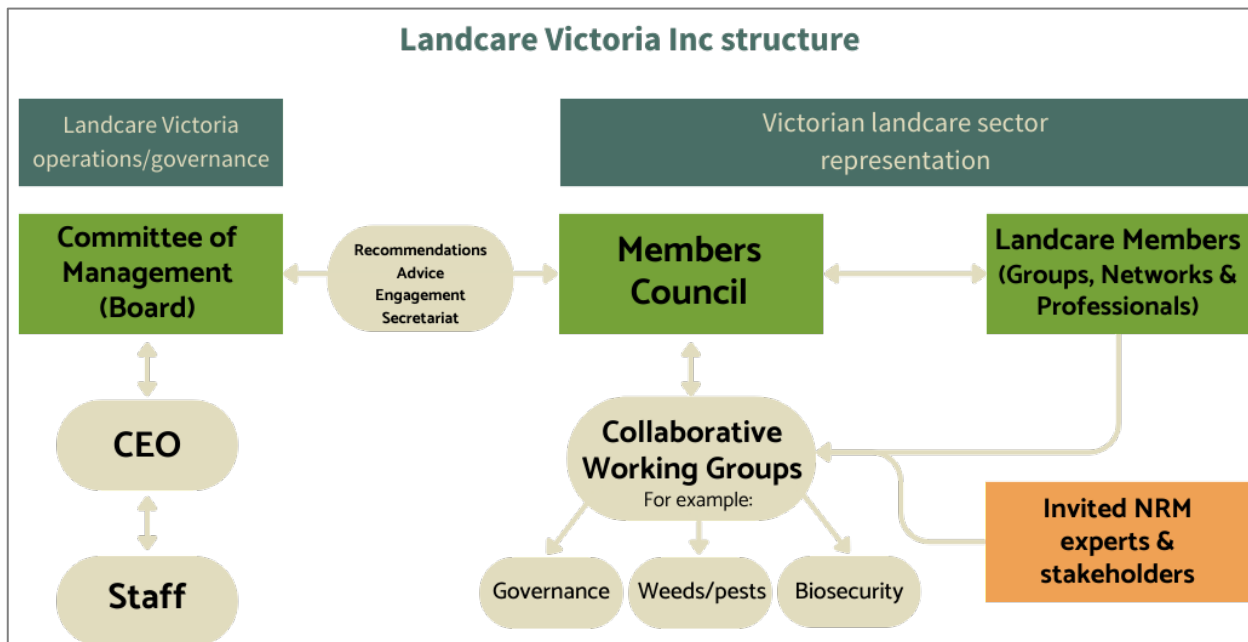 Landcare Victoria Inc structure
Landcare Victoria
operations/governance
Victorian landcare sector
representation
Committee of
Management
(Board)
Recommendations
Advice
Engagement
Secretariat
Members
Council
Landcare Members
(Groups, Networks &
Professionals)
CEO
Collaborative
Working Groups
For example:
Invited NRM
experts &
stakeholders
Staff
Governance
Weeds/pests
Biosecurity